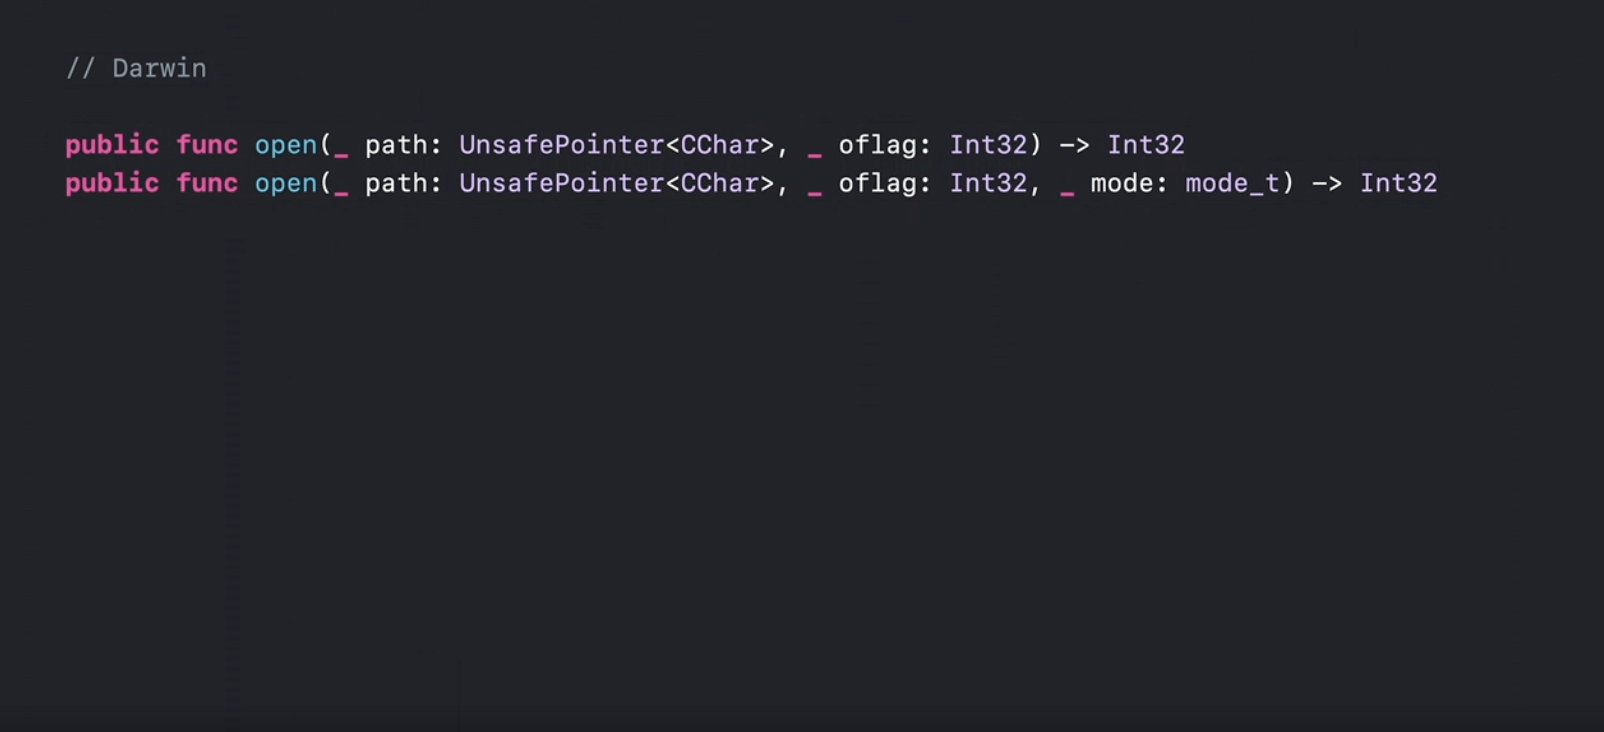 // Darwin
public func open(_ path: UnsafePointer<CChar>, _ oflag: Int32) -> Int32
public func open(_ path: UnsafePointer<CChar>, _ oflag: Int32, _ mode: mode_t) -> Int32